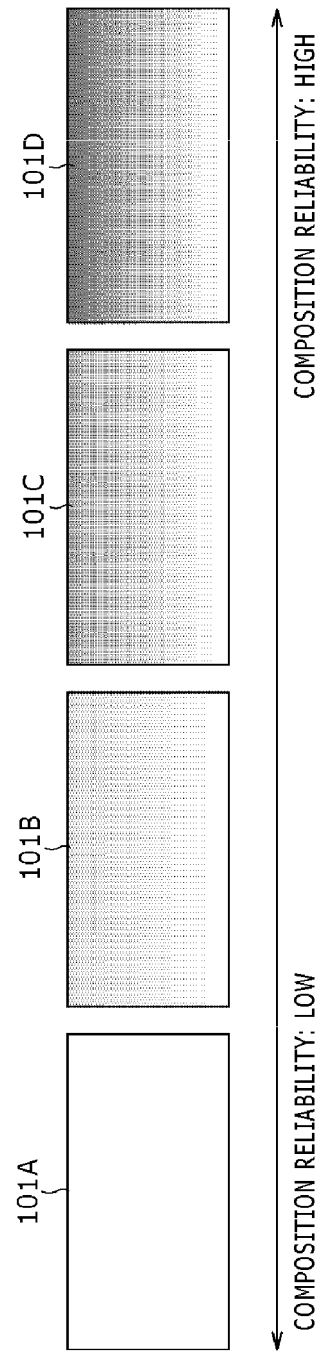 101A
101B
101C
101D
COMPOSITION RELIABILITY: LOW
COMPOSITION RELIABILITY: HIGH